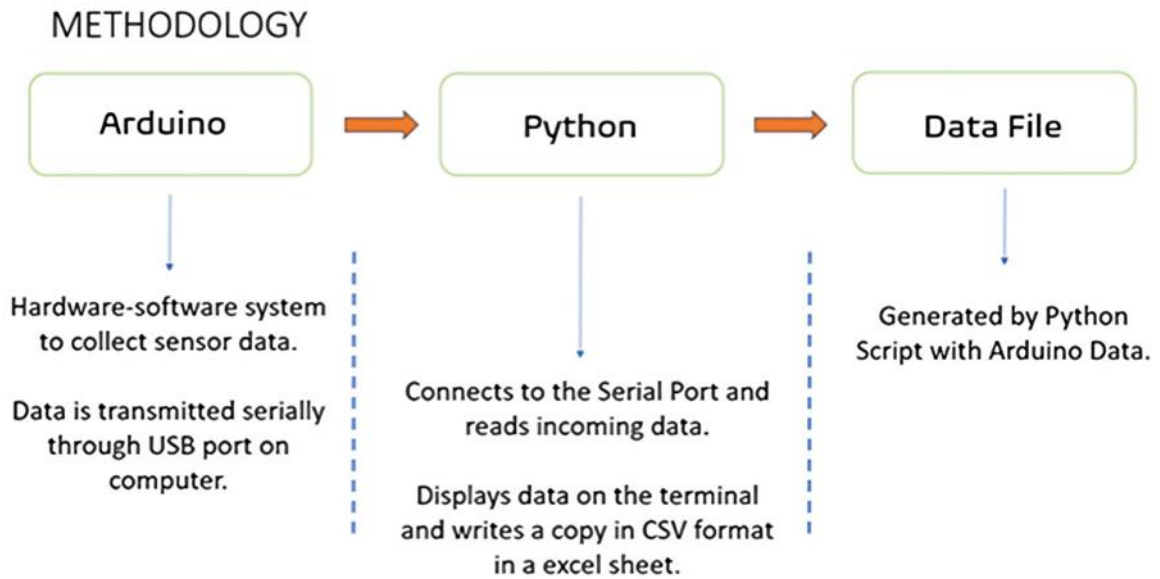 METHODOLOGY
Arduino
Python
Data File
Hardware-software system
to collect sensor data.
Data is transmitted serially
through USB port on
computer.
Connects to the Serial Port and
reads incoming data.
Displays data on the terminal
and writes a copy in CSV format
in a excel sheet.
Generated by Python
Script with Arduino Data.